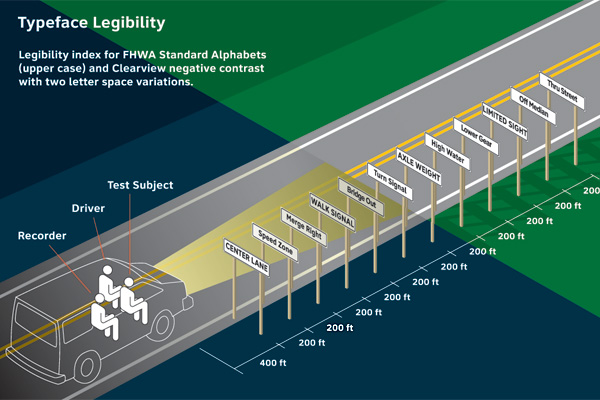 Typeface Legibility
Legibility index for FHWA Standard Alphabets
(upper case) and Clearview negative contrast
with two letter space variations.
Thru Street
Off Median
LIMITED SIGHT
Lower Gear
High Water
AXLE WEIGHT
Turn Signal
Bridge Out
WALK SIGNAL
Merge Right
Speed Zone
CENTER LANE
Test Subject
Driver
Recorder
200 ft
200 ft
200 ft
200 ft
200 ft
200 ft
200 ft
200 ft
200 ft
200 ft
400 ft